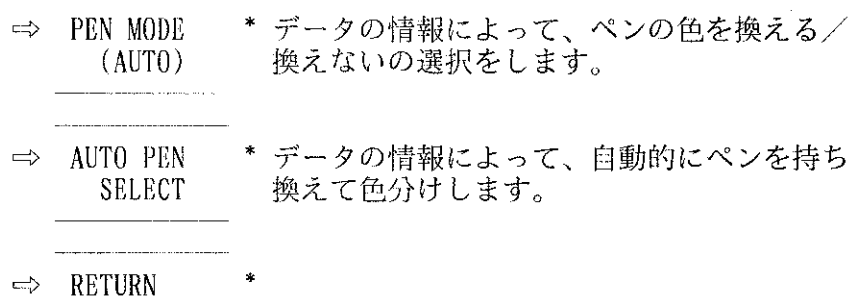 ⇨ PEN MODE * データの情報によって、ペンの色を換える/
(AUTO) 換えないの選択をします。
⇨ AUTO PEN * データの情報によって、自動的にペンを持ち
SELECT 換えて色分けします。
⇨ RETURN *